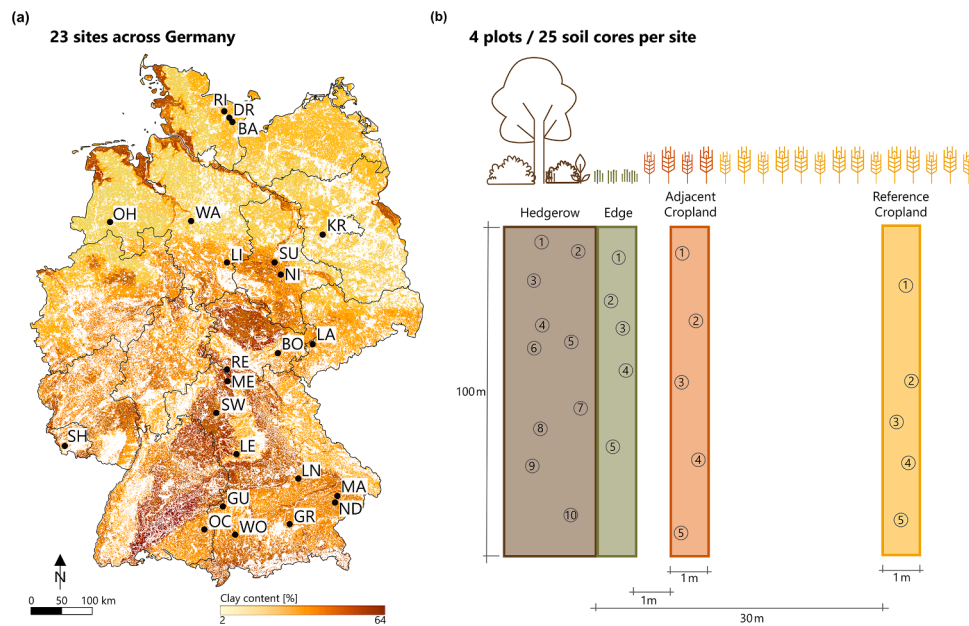 (a)
23 sites across Germany
RI
DR
BA
OH
WA
KR
LI
SU
NI
LA
BO
RE
ME
SW
SH
LE
LN
MA
ND
GU
GR
OC
WO
N
0 50 100 km
Clay content [%]
2 64
(b)
4 plots / 25 soil cores per site
Hedgerow
Edge
Adjacent
Cropland
Reference
Cropland
100 m
1
2
3
4
5
6
7
8
9
10
1
2
3
4
5
1
2
3
4
5
1
2
3
4
5
1 m
1 m
1 m
30 m